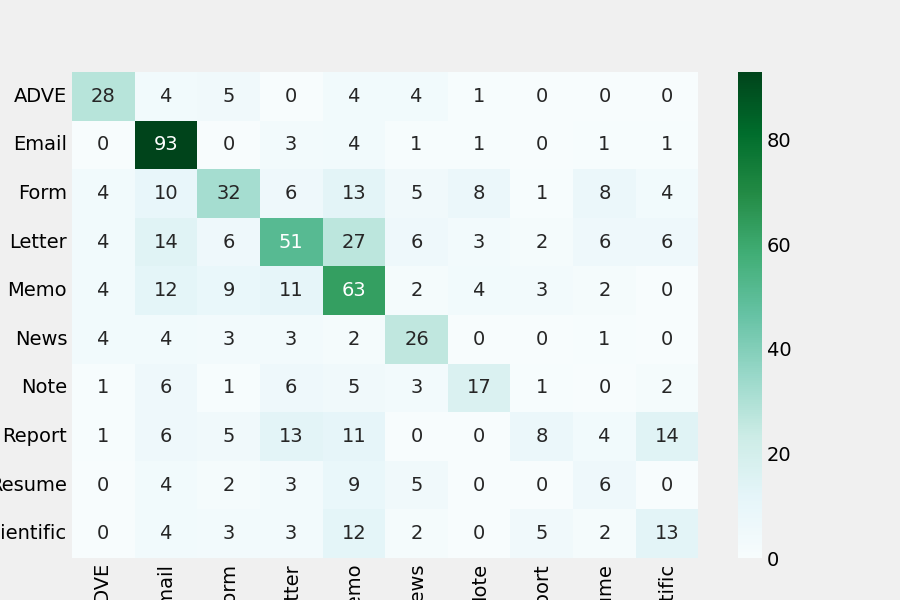 ADVE 28 4 5 0 4 4 1 0 0 0
Email 0 93 0 3 4 1 1 0 1 1
80
Form 4 10 32 6 13 5 8 1 8 4
Letter 4 14 6 51 27 6 3 2 6 6
60
Memo 4 12 9 11 63 2 4 3 2 0
News 4 4 3 3 2 26 0 0 1 0
40
Note 1 6 1 6 5 3 17 1 0 2
Report 1 6 5 13 11 0 0 8 4 14
20
esume 0 4 2 3 9 5 0 0 6 0
ientific 0 4 3 3 12 2 0 5 2 13
0
DVE mail orm tter emo ews lote port me tific